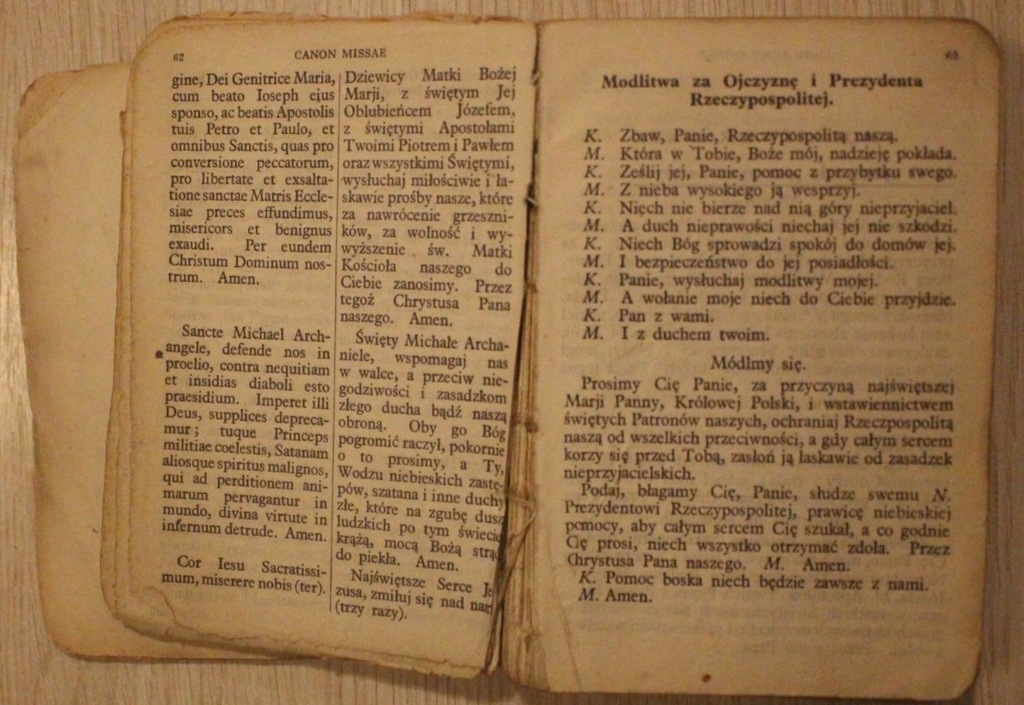 62
CANON MISSAE
gine, Dei Genitrice Maria,
cum beato Ioseph eius
sponso, ac beatis Apostolis
tuis Petro et Paulo, et
omnibus Sanctis, quas pro
conversione peccatorum,
pro libertate et exsalta-
tione sanctae Matris Eccle-
siae preces effundimus,
misericors et benignus
exaudi. Per eundem
Christum Dominum nos-
trum. Amen.
Sancte Michael Arch-
angele, defende nos in
proelio, contra nequitiam
et insidias diaboli esto
praesidium. Imperet illi
Deus, supplices depreca-
mur; tuque Princeps
militiae coelestis, Satanam
aliosque spiritus malignos,
qui ad perditionem ani-
marum pervagantur in
mundo, divina virtute in
infernum detrude. Amen.
Cor Iesu Sacratissi-
mum, miserere nobis (ter).
Dziewicy Matki Bożej
Marji, z świętym Jej
Oblubieńcem Józefem,
z świętymi Apostołami
Twoimi Piotrem i Pawłem
oraz wszystkimi Świętymi,
wysłuchaj miłościwie i ła-
skawie prośby nasze, które
za nawrócenie grzeszni-
ków, za wolność i wy-
wyższenie św. Matki
Kościoła naszego do
Ciebie zanosimy. Przez
tegoż Chrystusa Pana
naszego. Amen.
Święty Michale Archa-
niele, wspomagaj nas
w walce, a przeciw nie-
godziwości i zasadzkom
złego ducha bądź naszą
obroną. Oby go Bóg
pogromić raczył, pokornie
o to prosimy, a Ty,
Wodzu niebieskich zastę-
pów, szatana i inne duchy
złe, które na zgubę dusz
ludzkich po tym świecie
krążą, mocą Bożą strąć
do piekła. Amen.
Najświętsze Serce Je
zusa, zmiłuj się nad nami
(trzy razy).
63
Modlitwa za Ojczyznę i Prezydenta
Rzeczypospolitej.
K. Zbaw, Panie, Rzeczypospolitą naszą.
M. Która w Tobie, Boże mój, nadzieję pokłada.
K. Ześlij jej, Panie, pomoc z przybytku swego.
M. Z nieba wysokiego ją wesprzyj.
K. Niech nie bierze nad nią góry nieprzyjaciel.
M. A duch nieprawości niechaj jej nie szkodzi.
K. Niech Bóg sprowadzi spokój do domów jej.
M. I bezpieczeństwo do jej posiadłości.
K. Panie, wysłuchaj modlitwy mojej.
M. A wołanie moje niech do Ciebie przyjdzie.
K. Pan z wami.
M. I z duchem twoim.
Módlmy się.
Prosimy Cię Panie, za przyczyną najświętszej
Marji Panny, Królowej Polski, i wstawiennictwem
świętych Patronów naszych, ochraniaj Rzeczpospolitą
naszą od wszelkich przeciwności, a gdy całym sercem
korzy się przed Tobą, zasłoń ją łaskawie od zasadzek
nieprzyjacielskich.
Podaj, błagamy Cię, Panie, słudze swemu N.
Prezydentowi Rzeczypospolitej, prawicę niebieskiej
pomocy, aby całym sercem Cię szukał, a co godnie
Cię prosi, niech wszystko otrzymać zdoła. Przez
Chrystusa Pana naszego. M. Amen.
K. Pomoc boska niech będzie zawsze z nami.
M. Amen.